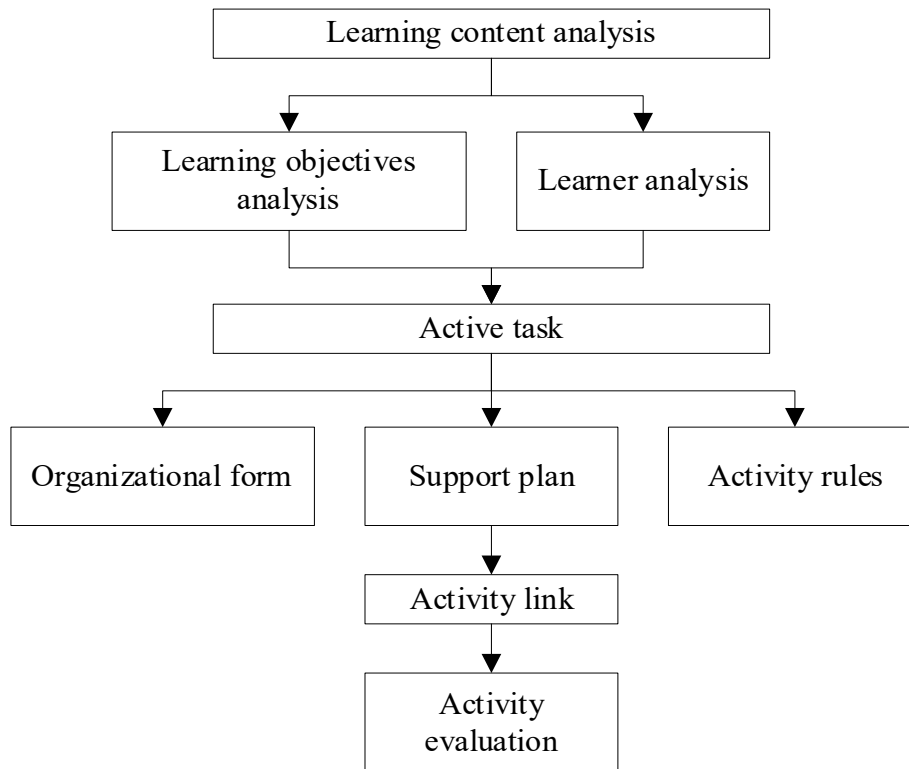 Learning content analysis
Learning objectives
analysis
Learner analysis
Active task
Organizational form
Support plan
Activity rules
Activity link
Activity
evaluation